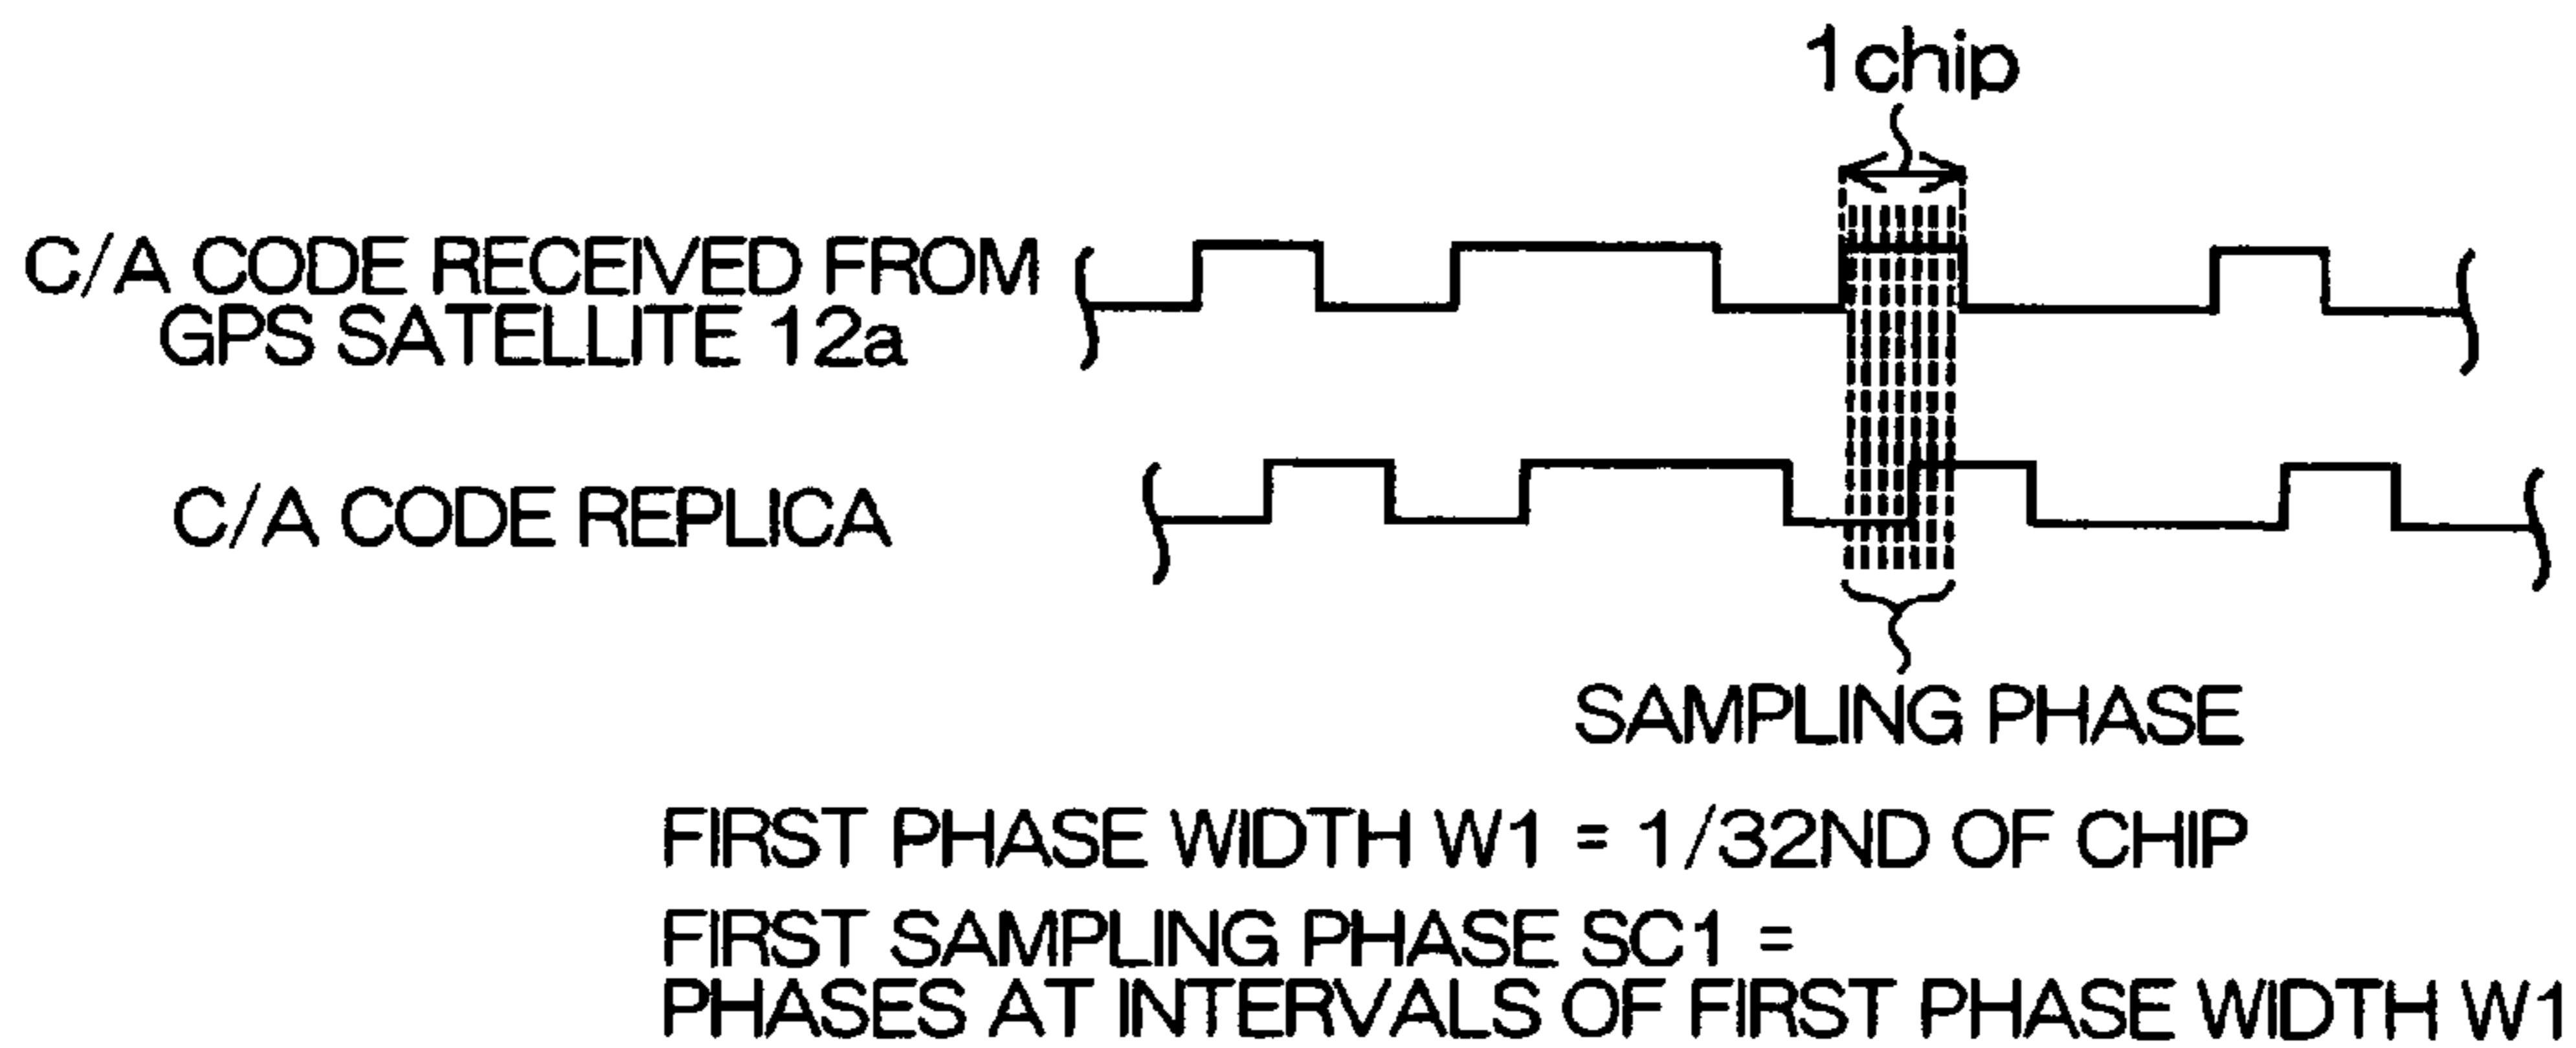 1chip
C/A CODE RECEIVED FROM
GPS SATELLITE 12a
C/A CODE REPLICA
SAMPLING PHASE
FIRST PHASE WIDTH W1 = 1/32ND OF CHIP
FIRST SAMPLING PHASE SC1 =
PHASES AT INTERVALS OF FIRST PHASE WIDTH W1